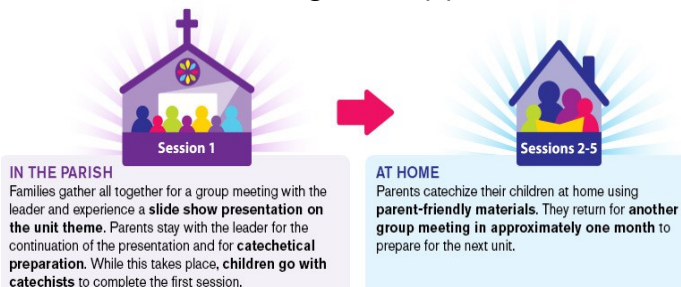 Session 1
IN THE PARISH
Families gather all together for a group meeting with the
leader and experience a slide show presentation on
the unit theme. Parents stay with the leader for the
continuation of the presentation and for catechetical
preparation. While this takes place, children go with
catechists to complete the first session.
Sessions 2-5
AT HOME
Parents catechize their children at home using
parent-friendly materials. They return for another
group meeting in approximately one month to
prepare for the next unit.